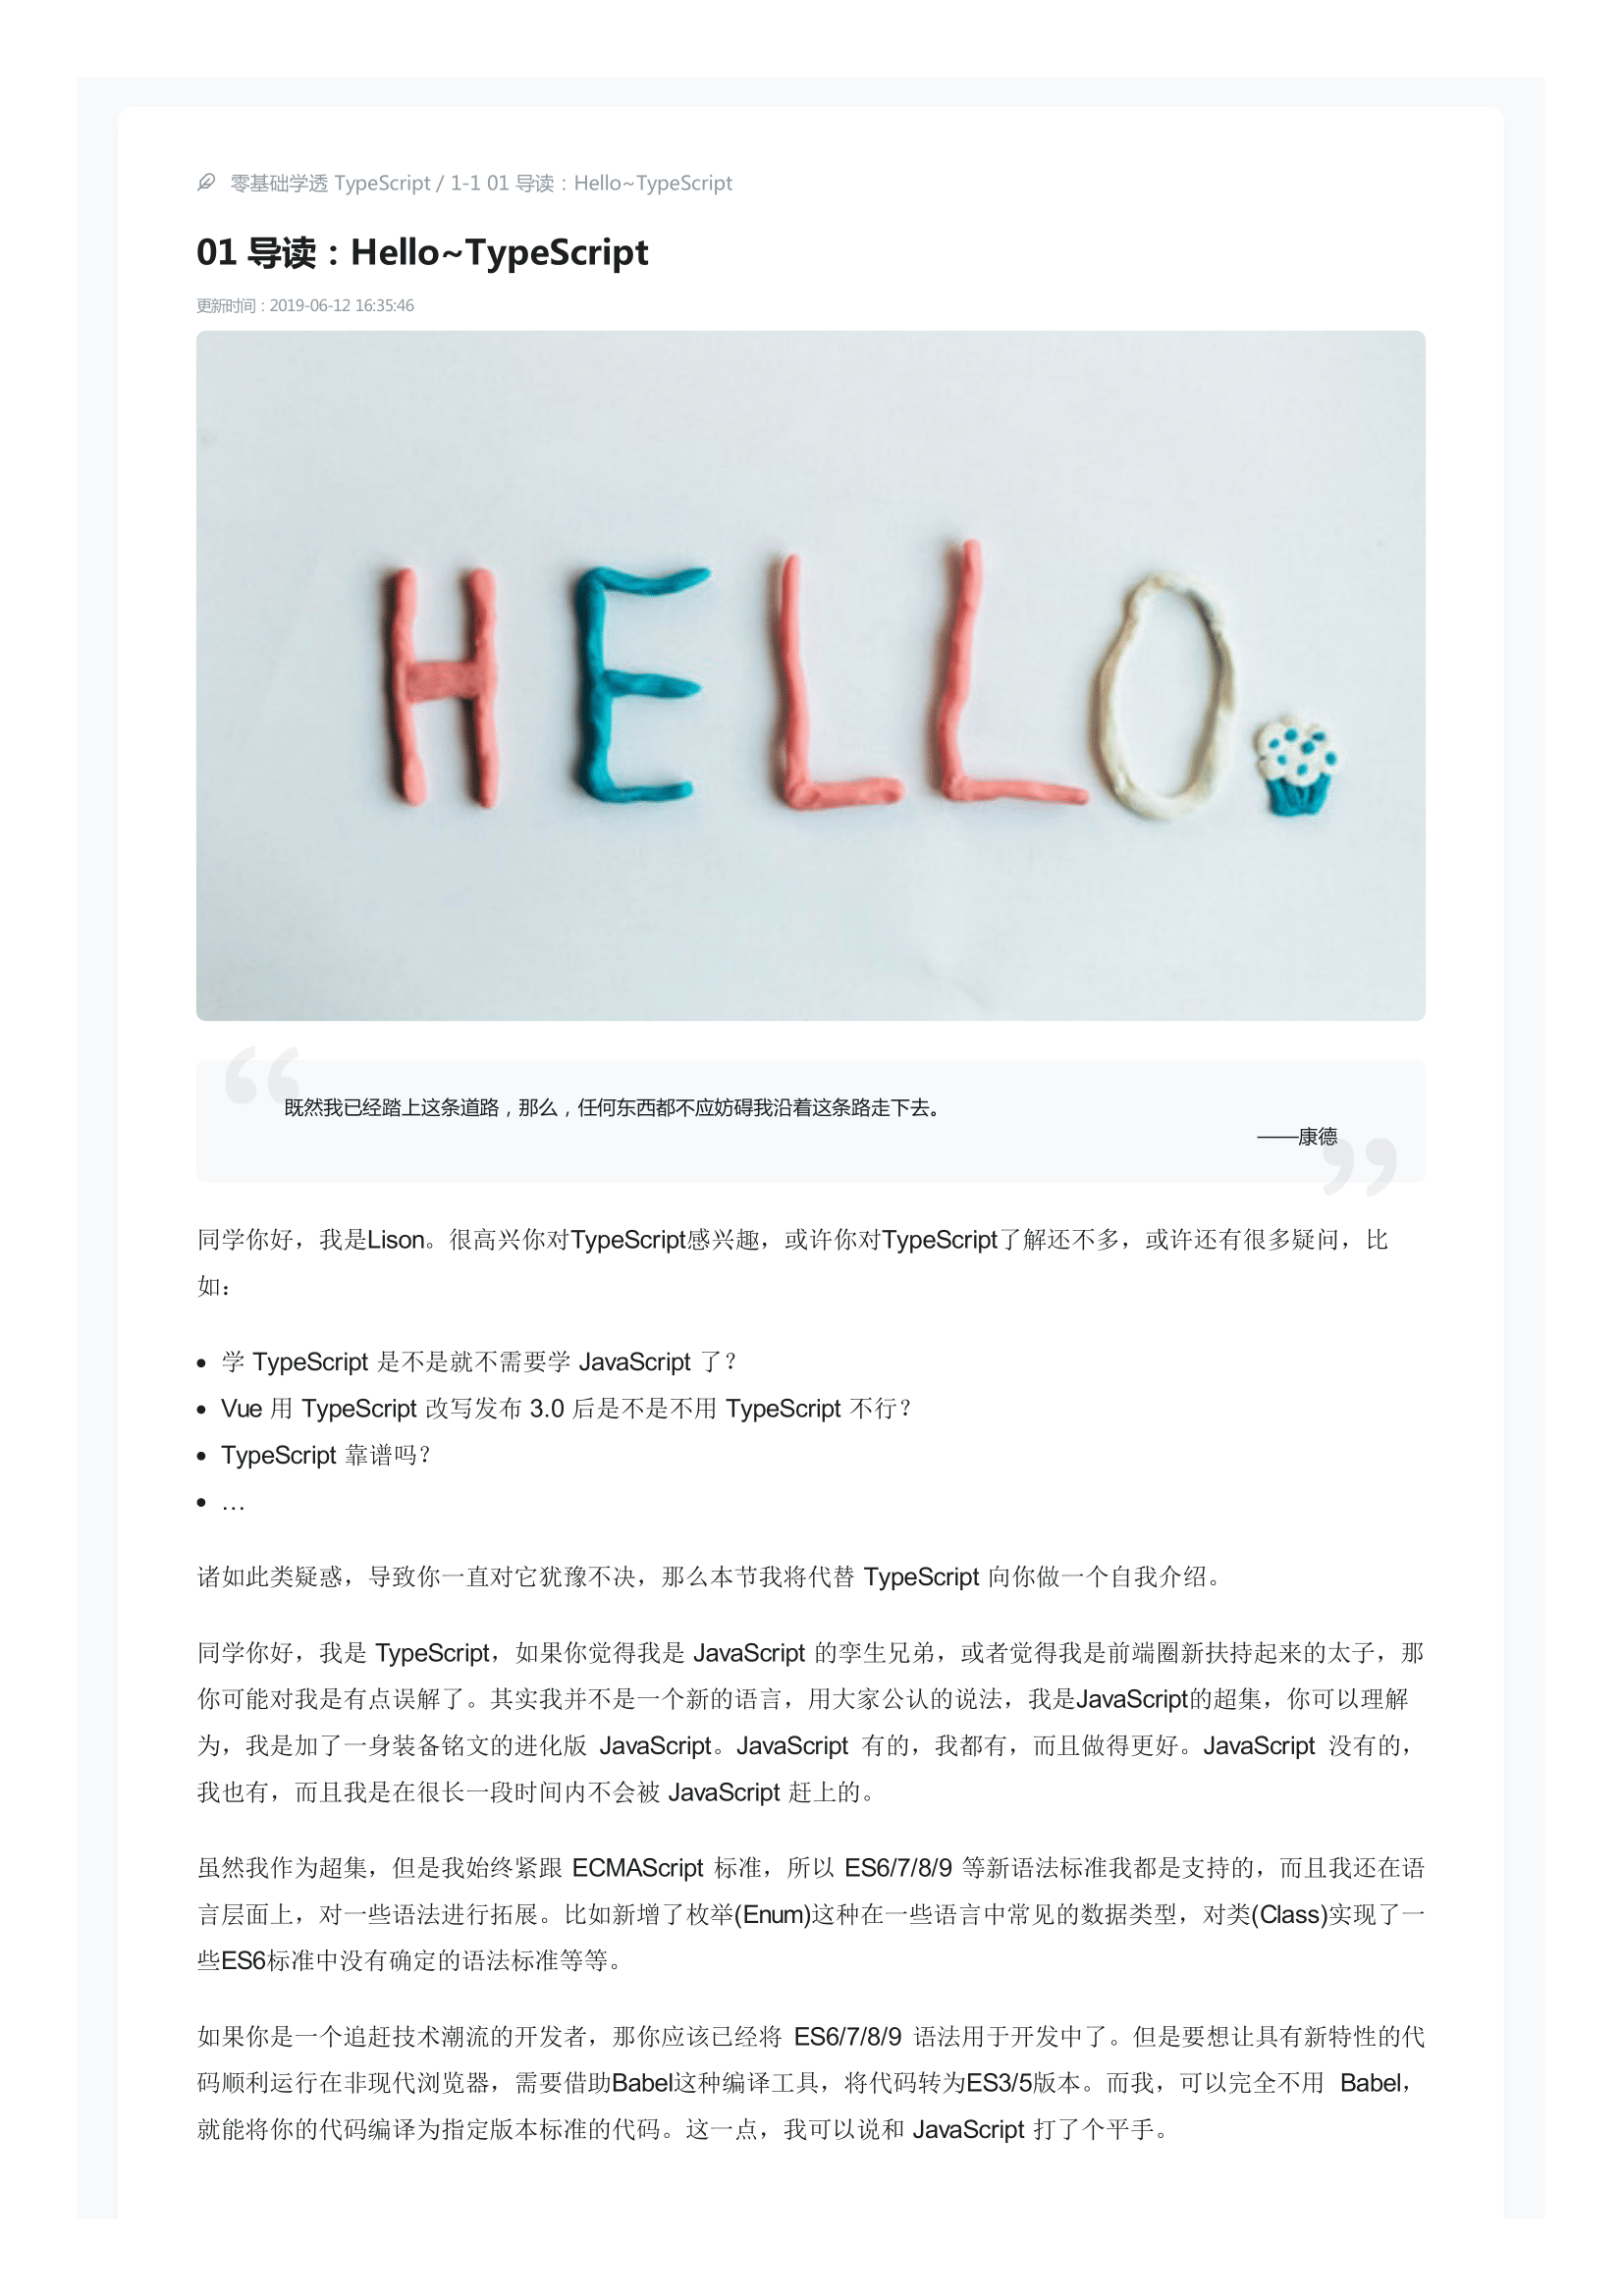 零基础学透 TypeScript / 1-1 01 导读：Hello~TypeScript
01 导读：Hello~TypeScript
更新时间：2019-06-12 16:35:46
HELLO.
既然我已经踏上这条道路，那么，任何东西都不应妨碍我沿着这条路走下去。
——康德
同学你好，我是Lison。很高兴你对TypeScript感兴趣，或许你对TypeScript了解还不多，或许还有很多疑问，比
如：
• 学 TypeScript 是不是就不需要学 JavaScript 了？
• Vue 用 TypeScript 改写发布 3.0 后是不是不用 TypeScript 不行？
• TypeScript 靠谱吗？
• …
诸如此类疑惑，导致你一直对它犹豫不决，那么本节我将代替 TypeScript 向你做一个自我介绍。
同学你好，我是 TypeScript，如果你觉得我是 JavaScript 的孪生兄弟，或者觉得我是前端圈新扶持起来的太子，那
你可能对我是有点误解了。其实我并不是一个新的语言，用大家公认的说法，我是JavaScript的超集，你可以理解
为，我是加了一身装备铭文的进化版 JavaScript。JavaScript 有的，我都有，而且做得更好。JavaScript 没有的，
我也有，而且我是在很长一段时间内不会被 JavaScript 赶上的。
虽然我作为超集，但是我始终紧跟 ECMAScript 标准，所以 ES6/7/8/9 等新语法标准我都是支持的，而且我还在语
言层面上，对一些语法进行拓展。比如新增了枚举(Enum)这种在一些语言中常见的数据类型，对类(Class)实现了一
些ES6标准中没有确定的语法标准等等。
如果你是一个追赶技术潮流的开发者，那你应该已经将 ES6/7/8/9 语法用于开发中了。但是要想让具有新特性的代
码顺利运行在非现代浏览器，需要借助Babel这种编译工具，将代码转为ES3/5版本。而我，可以完全不用 Babel，
就能将你的代码编译为指定版本标准的代码。这一点，我可以说和 JavaScript 打了个平手。